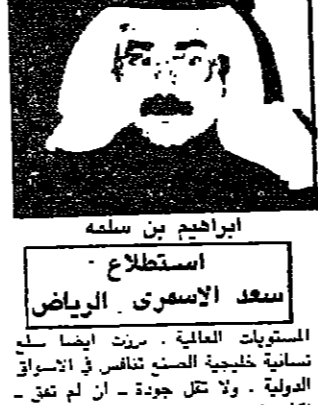 ابراهيم بن سلمه
استطلاع
سعد الاسمرى . الرياض
المستويات العالمية . برزت ايضا سلع
نسائية خليجية الصنع تنافس في الاسواق
الدولية . ولا تقل جودة - ان لم تفق -